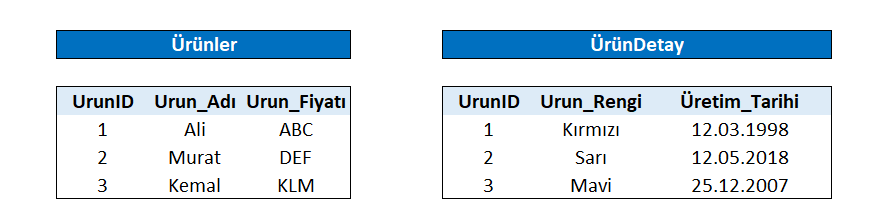 Ürünler
UrunID Urun_Adı Urun_Fiyatı
1 Ali ABC
2 Murat DEF
3 Kemal KLM
ÜrünDetay
UrunID Urun_Rengi Üretim_Tarihi
1 Kırmızı 12.03.1998
2 Sarı 12.05.2018
3 Mavi 25.12.2007